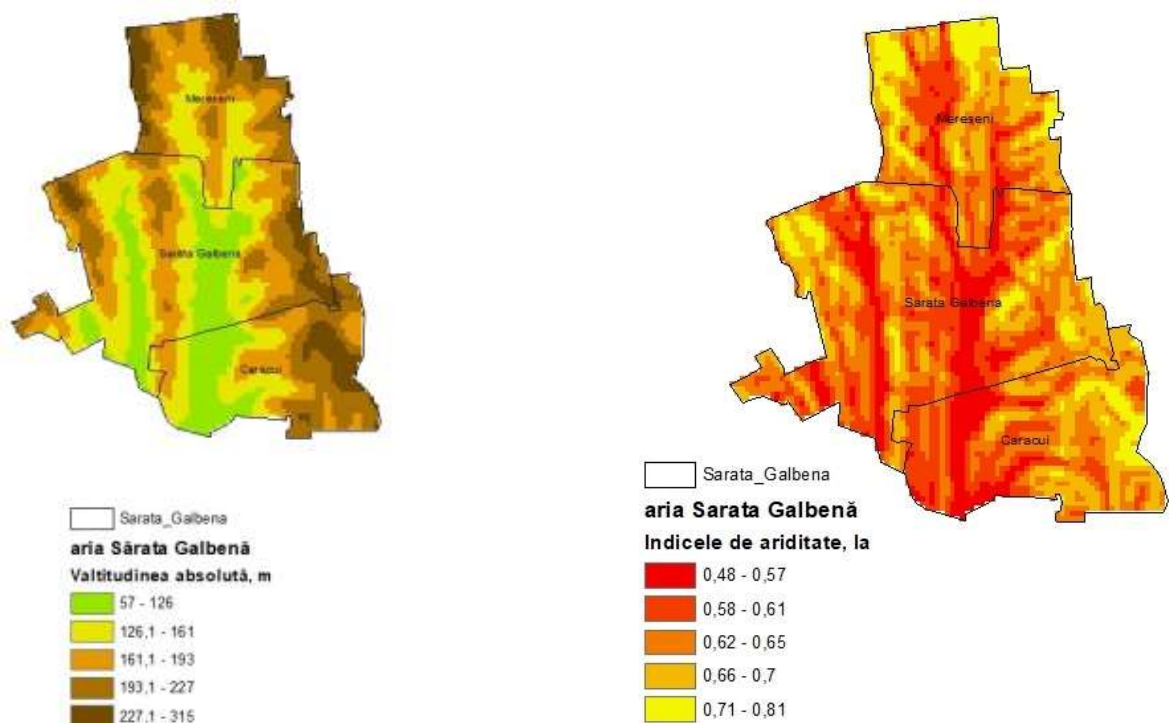 Mereseni
Sarata Galbena
Caracui
Sarata_Galbena
aria Sărata Galbenă
Valtitudinea absolută, m
57 - 126
126,1 - 161
161,1 - 193
193,1 - 227
227,1 - 315
Mereseni
Sarata Galbena
Caracui
Sarata_Galbena
aria Sarata Galbenă
Indicele de ariditate, Ia
0,48 - 0,57
0,58 - 0,61
0,62 - 0,65
0,66 - 0,7
0,71 - 0,81